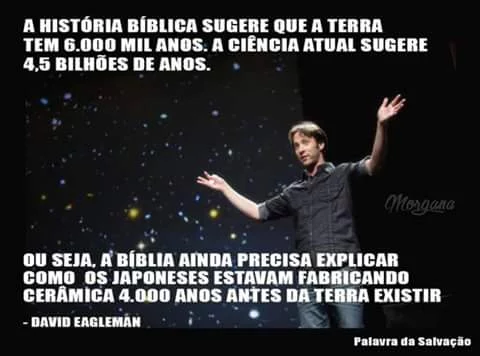 A HISTÓRIA BÍBLICA SUGERE QUE A TERRA
TEM 6.000 MIL ANOS. A CIÊNCIA ATUAL SUGERE
4,5 BILHÕES DE ANOS.
Morgana
OU SEJA, A BÍBLIA AINDA PRECISA EXPLICAR
COMO OS JAPONESES ESTAVAM FABRICANDO
CERÂMICA 4.000 ANOS ANTES DA TERRA EXISTIR
- DAVID EAGLEMAN
Palavra da Salvação